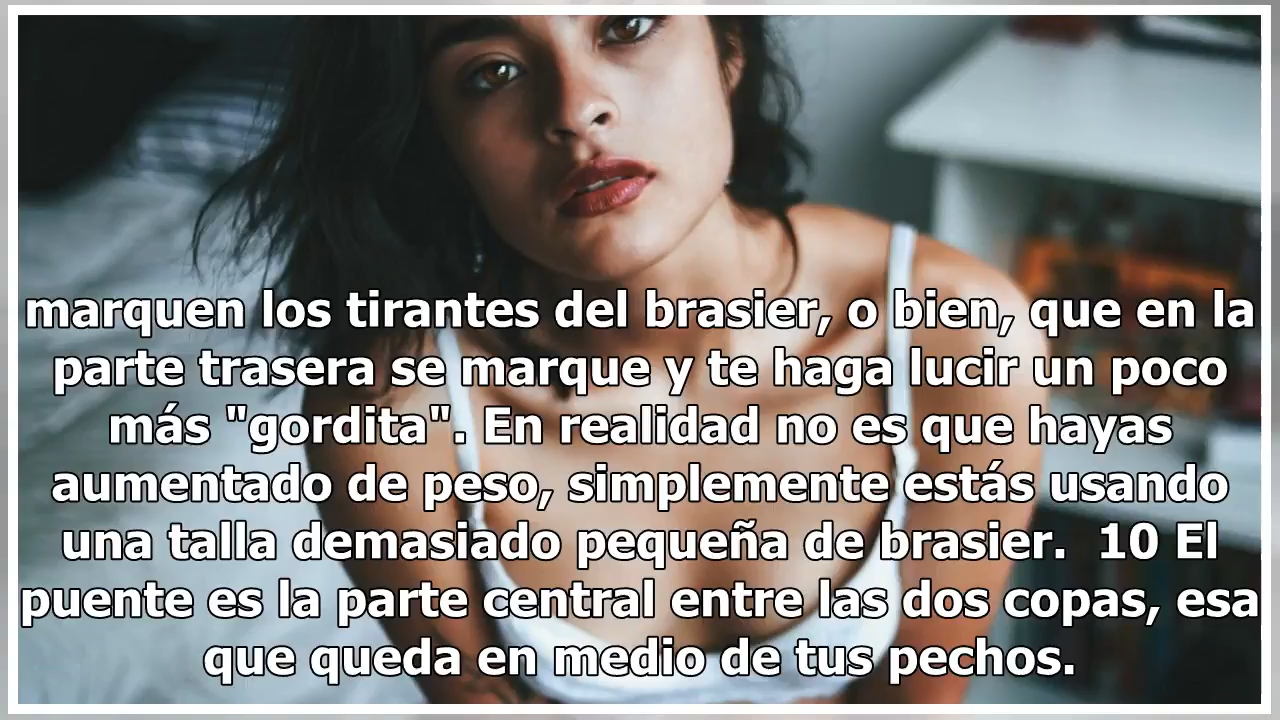 marquen los tirantes del brasier, o bien, que en la
parte trasera se marque y te haga lucir un poco
más "gordita". En realidad no es que hayas
aumentado de peso, simplemente estás usando
una talla demasiado pequeña de brasier.  10 El
puente es la parte central entre las dos copas, esa
que queda en medio de tus pechos.